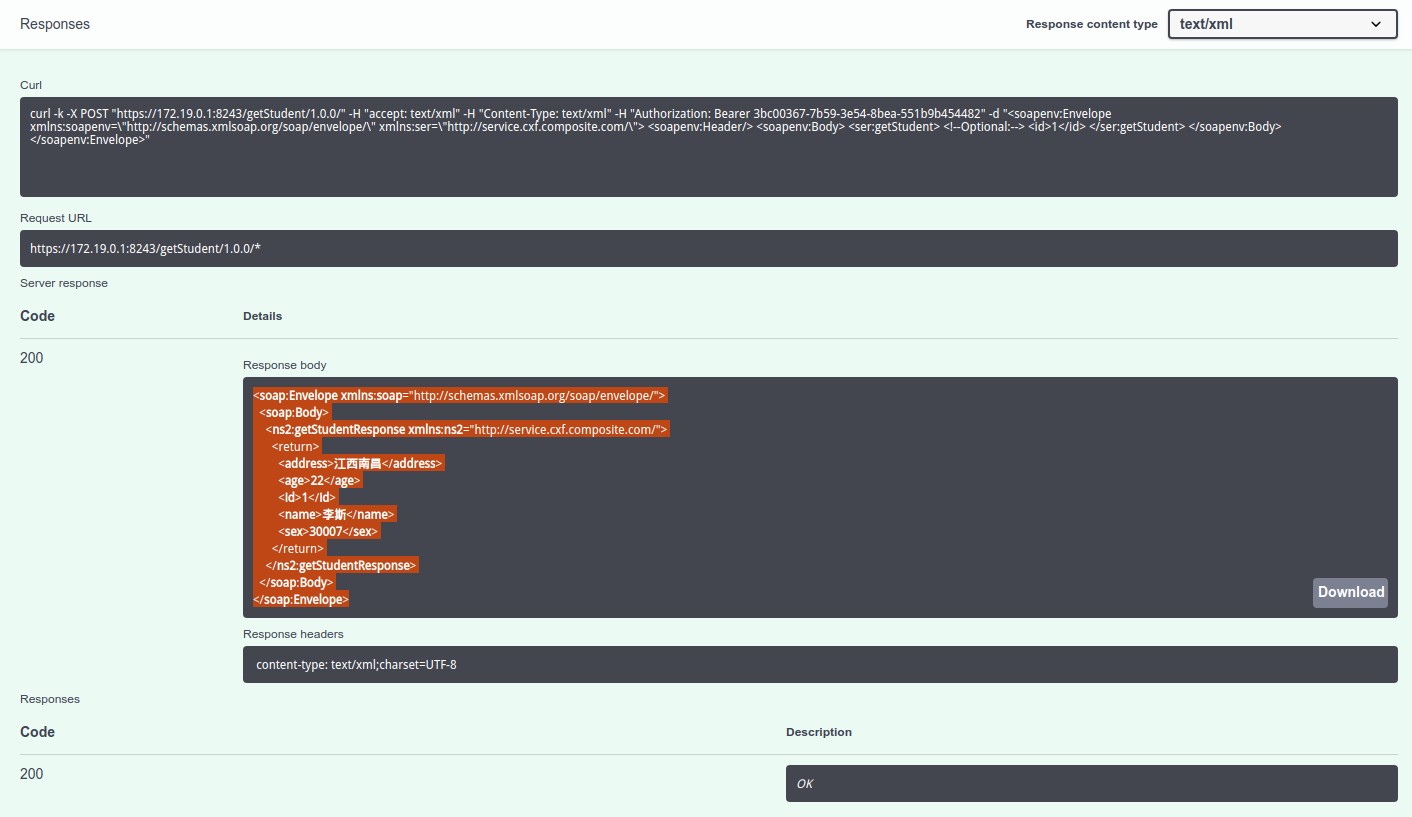 Responses
Response content type
text/xml
Curl
curl -k -X POST "https://172.19.0.1:8243/getStudent/1.0.0/" -H "accept: text/xml" -H "Content-Type: text/xml" -H "Authorization: Bearer 3bc00367-7b59-3e54-8bea-551b9b454482" -d "<soapenv:Envelope
xmlns:soapenv=\"http://schemas.xmlsoap.org/soap/envelope/\" xmlns:ser=\"http://service.cxf.composite.com/\"> <soapenv:Header/> <soapenv:Body> <ser:getStudent> <!--Optional:--> <id>1</id> </ser:getStudent> </soapenv:Body>
</soapenv:Envelope>"
Request URL
https://172.19.0.1:8243/getStudent/1.0.0/*
Server response
Code
Details
200
Response body
<soap:Envelope xmlns:soap="http://schemas.xmlsoap.org/soap/envelope/">
<soap:Body>
<ns2:getStudentResponse xmlns:ns2="http://service.cxf.composite.com/">
<return>
<address>江西南昌</address>
<age>22</age>
<id>1</id>
<name>李斯</name>
<sex>30007</sex>
</return>
</ns2:getStudentResponse>
</soap:Body>
</soap:Envelope>
Download
Response headers
content-type: text/xml;charset=UTF-8
Responses
Code
Description
200
OK